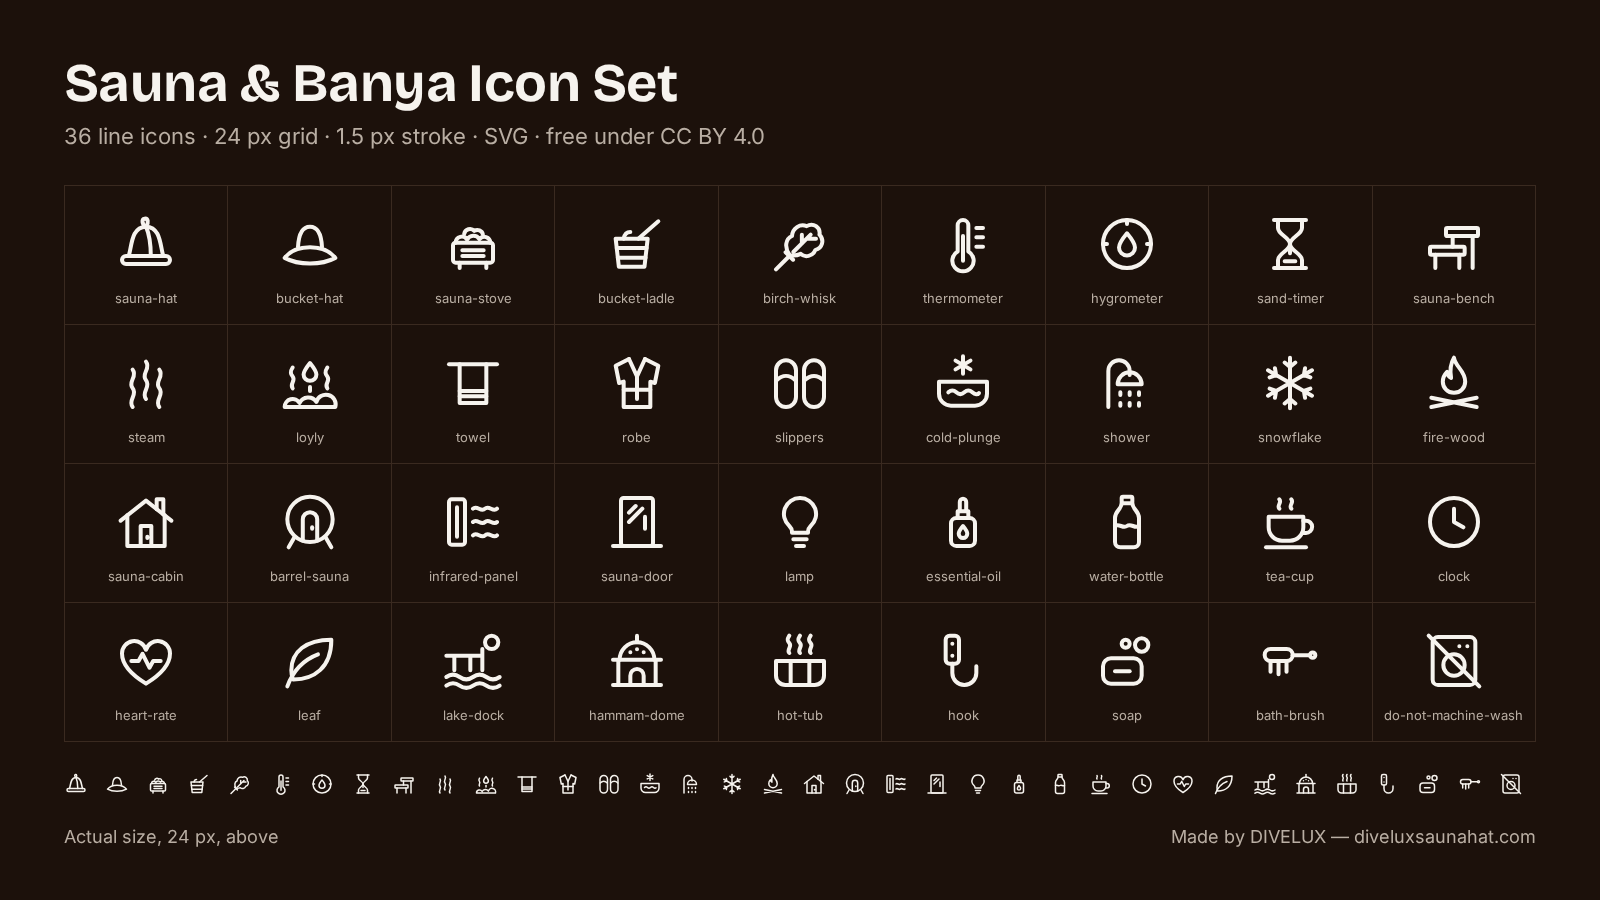 Sauna & Banya Icon Set
36 line icons · 24 px grid · 1.5 px stroke · SVG · free under CC BY 4.0
sauna-hat
bucket-hat
sauna-stove
bucket-ladle
birch-whisk
thermometer
hygrometer
sand-timer
sauna-bench
steam
loyly
towel
robe
slippers
cold-plunge
shower
snowflake
fire-wood
sauna-cabin
barrel-sauna
infrared-panel
sauna-door
lamp
essential-oil
water-bottle
tea-cup
clock
heart-rate
leaf
lake-dock
hammam-dome
hot-tub
hook
soap
bath-brush
do-not-machine-wash
Actual size, 24 px, above
Made by DIVELUX — diveluxsaunahat.com